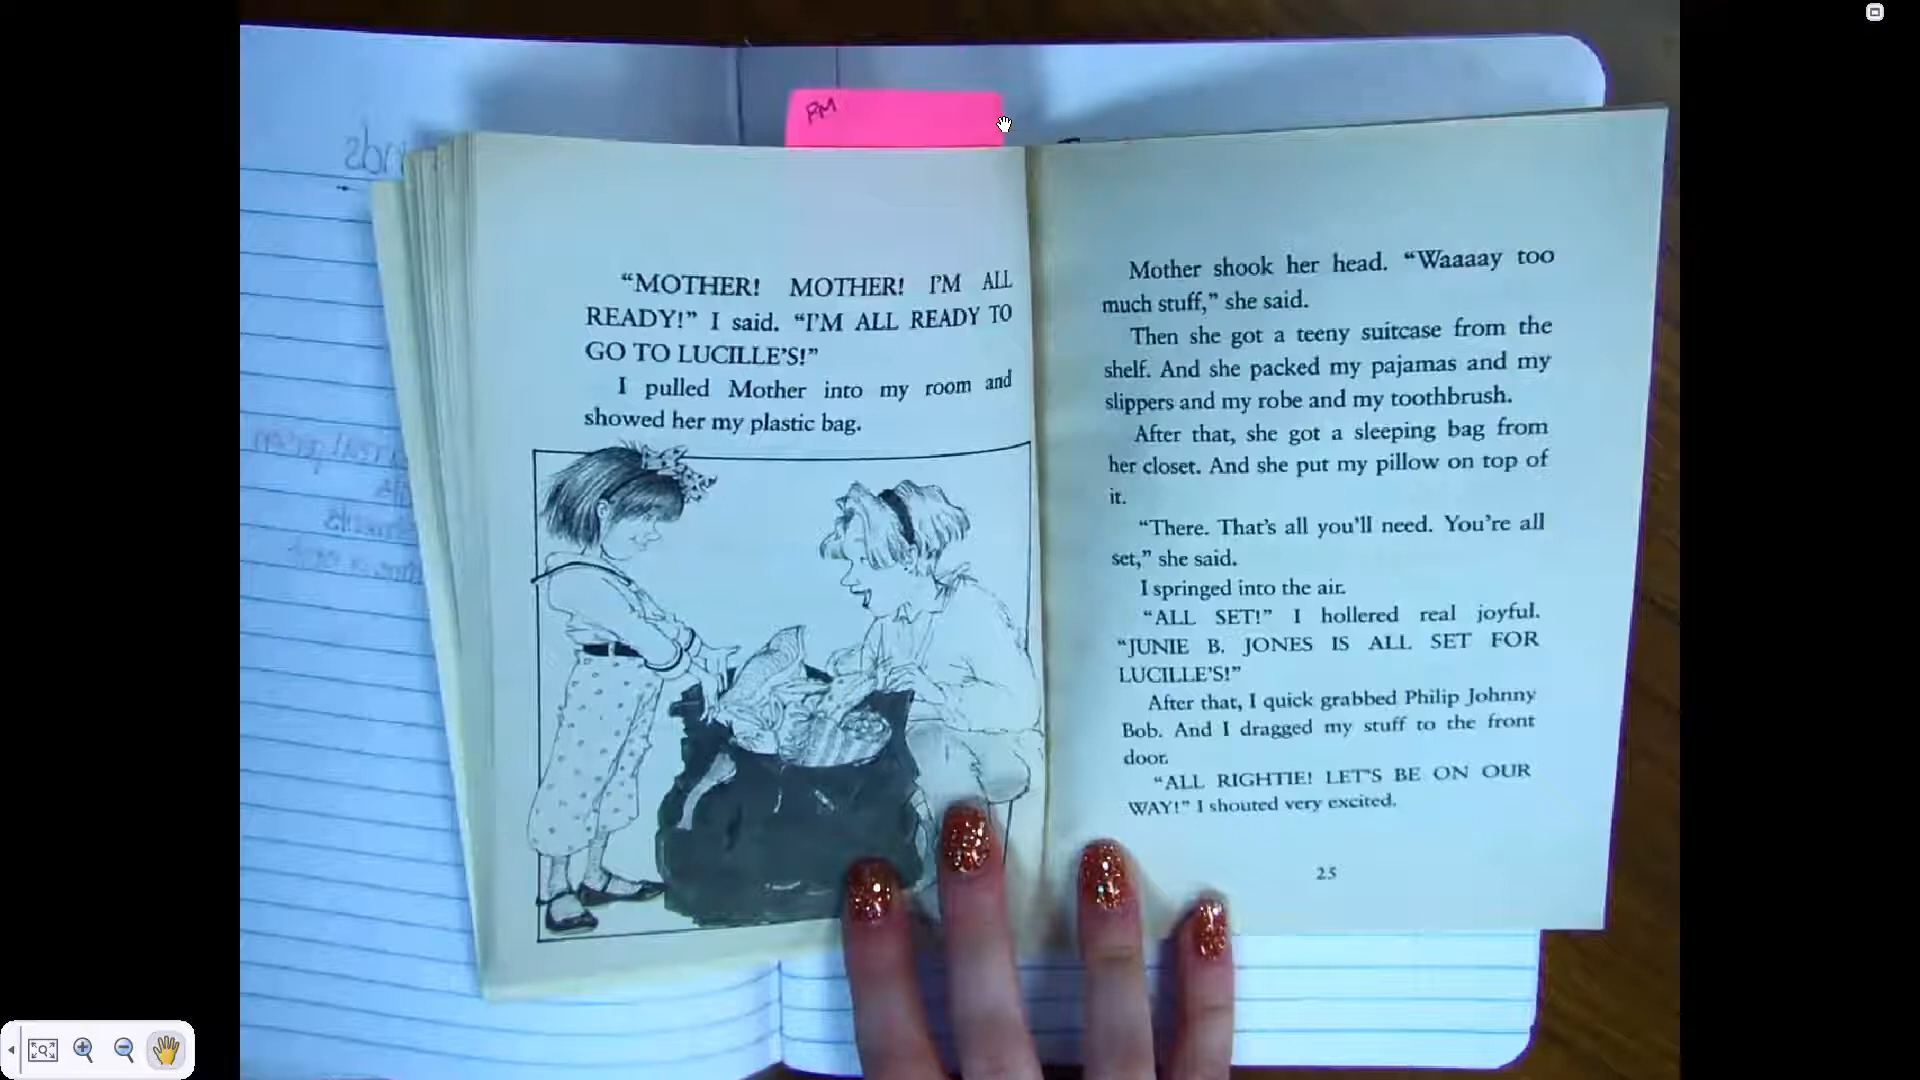 PM
"MOTHER! MOTHER! I'M ALL
READY!" I said. "I'M ALL READY TO
GO TO LUCILLE'S!"
I pulled Mother into my room and
showed her my plastic bag.
Mother shook her head. "Waaaay too
much stuff," she said.
Then she got a teeny suitcase from the
shelf. And she packed my pajamas and my
slippers and my robe and my toothbrush.
After that, she got a sleeping bag from
her closet. And she put my pillow on top of
it.
"There. That's all you'll need. You're all
set," she said.
I springed into the air.
"ALL SET!" I hollered real joyful.
"JUNIE B. JONES IS ALL SET FOR
LUCILLE'S!"
After that, I quick grabbed Philip Johnny
Bob. And I dragged my stuff to the front
door.
"ALL RIGHTIE! LET'S BE ON OUR
WAY!" I shouted very excited.
25